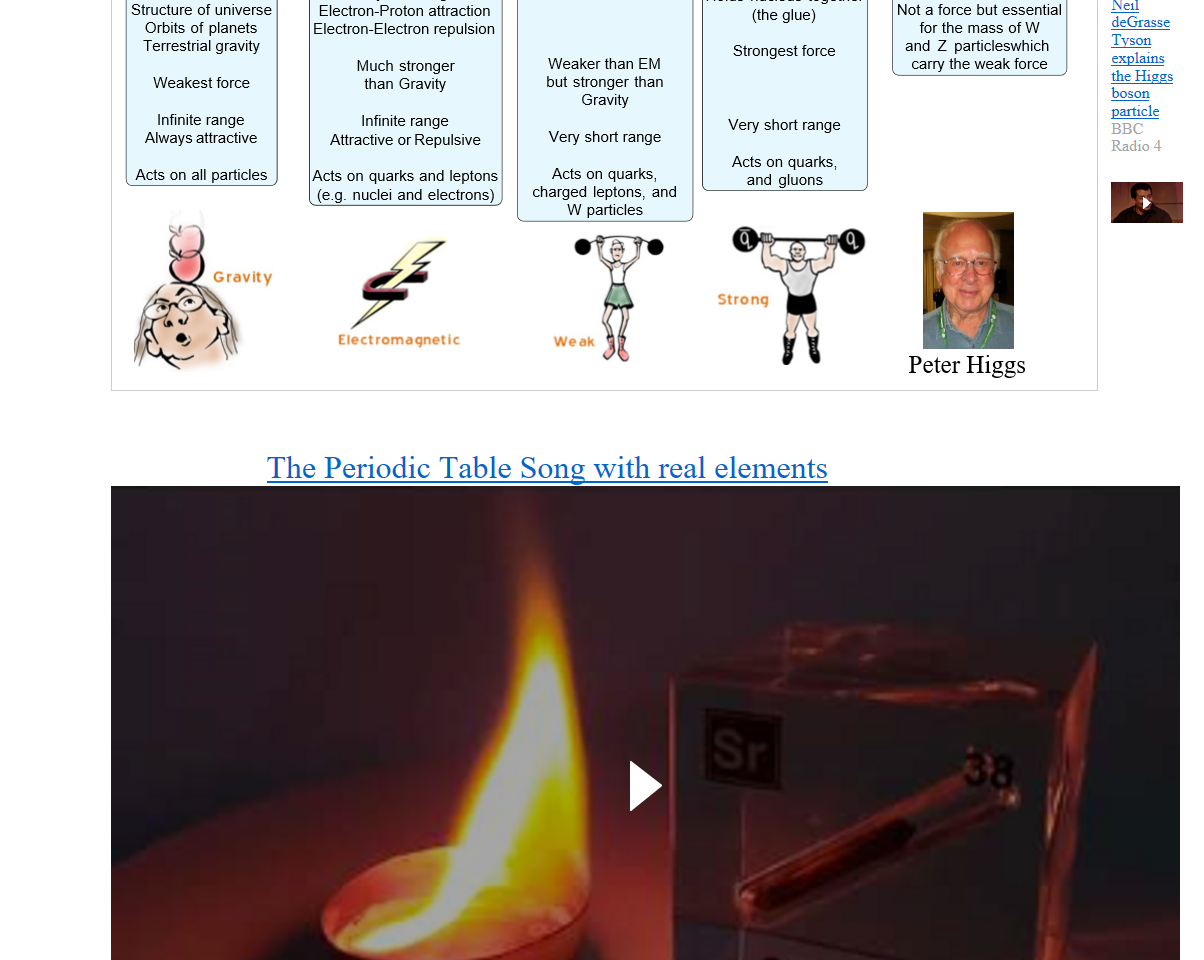 Structure of universe
Orbits of planets
Terrestrial gravity
Weakest force
Infinite range
Always attractive
Acts on all particles
Electron-Proton attraction
Electron-Electron repulsion
Much stronger
than Gravity
Infinite range
Attractive or Repulsive
Acts on quarks and leptons
(e.g. nuclei and electrons)
Weaker than EM
but stronger than
Gravity
Very short range
Acts on quarks,
charged leptons, and
W particles
(the glue)
Strongest force
Very short range
Acts on quarks,
and gluons
Not a force but essential
for the mass of W
and Z particleswhich
carry the weak force
Neil
deGrasse
Tyson
explains
the Higgs
boson
particle
BBC
Radio 4
Gravity
Electromagnetic
Weak
q̅ q
Strong
Peter Higgs
The Periodic Table Song with real elements
Sr
38